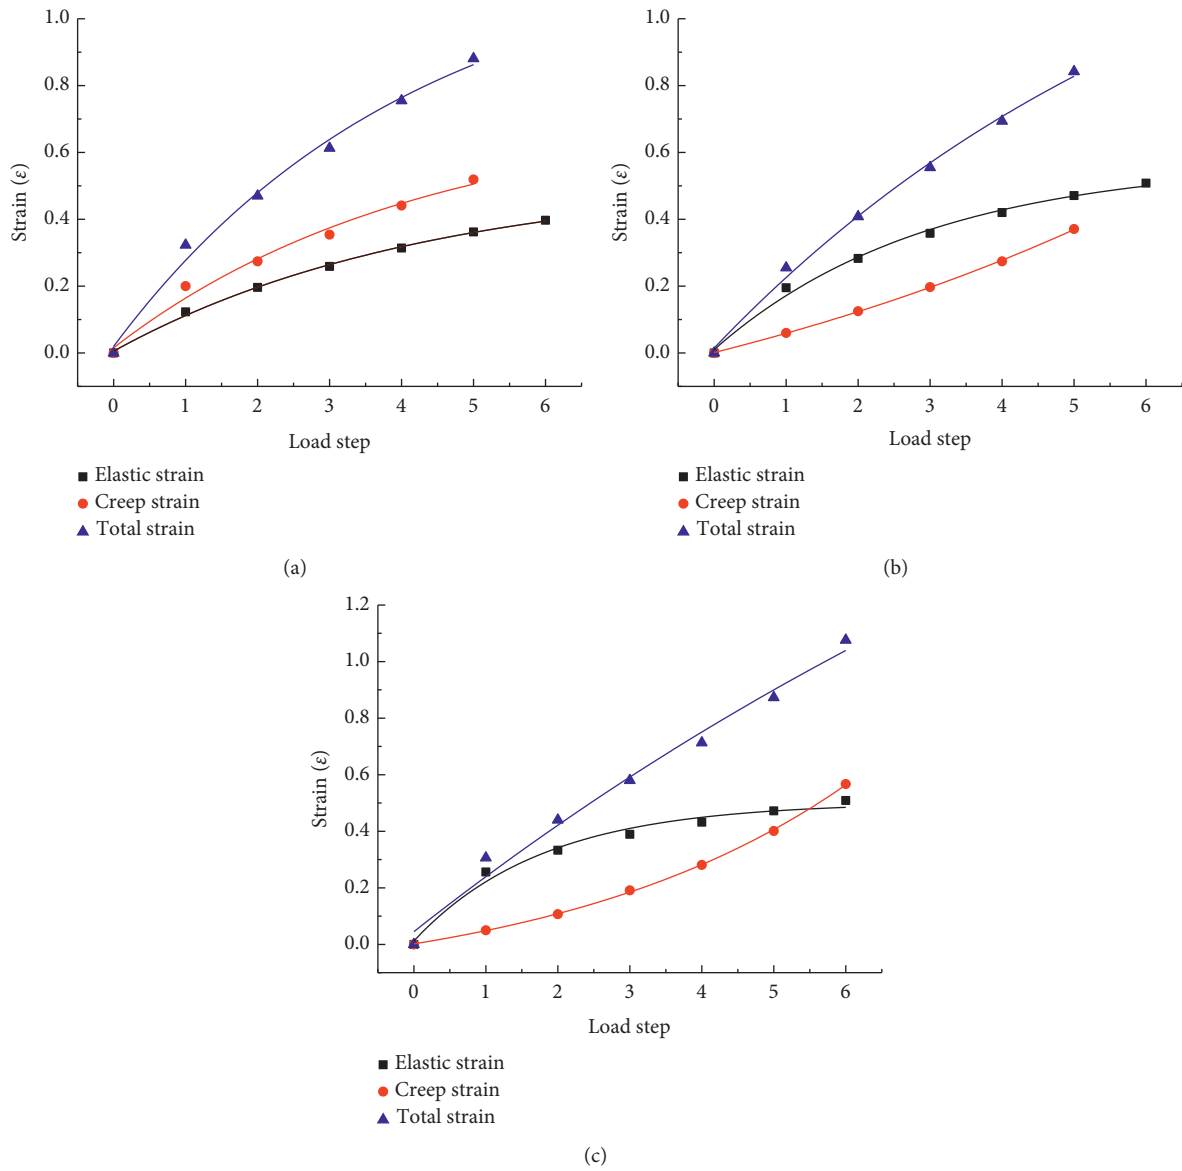 1.0
0.8
0.6
0.4
0.2
0.0
Strain (ε)
0 1 2 3 4 5 6
Load step
Elastic strain
Creep strain
Total strain
(a)
1.0
0.8
0.6
0.4
0.2
0.0
Strain (ε)
0 1 2 3 4 5 6
Load step
Elastic strain
Creep strain
Total strain
(b)
1.2
1.0
0.8
0.6
0.4
0.2
0.0
Strain (ε)
0 1 2 3 4 5 6
Load step
Elastic strain
Creep strain
Total strain
(c)